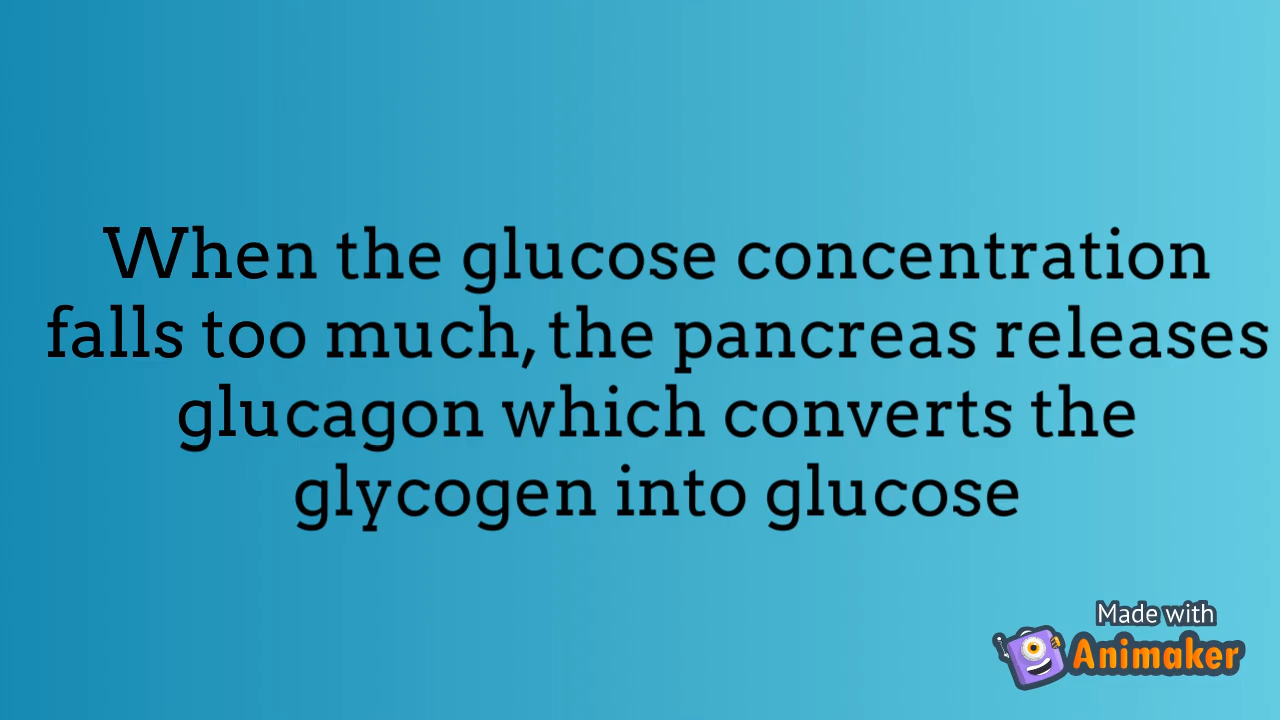 When the glucose concentration
falls too much, the pancreas releases
glucagon which converts the
glycogen into glucose
Made with
Animaker